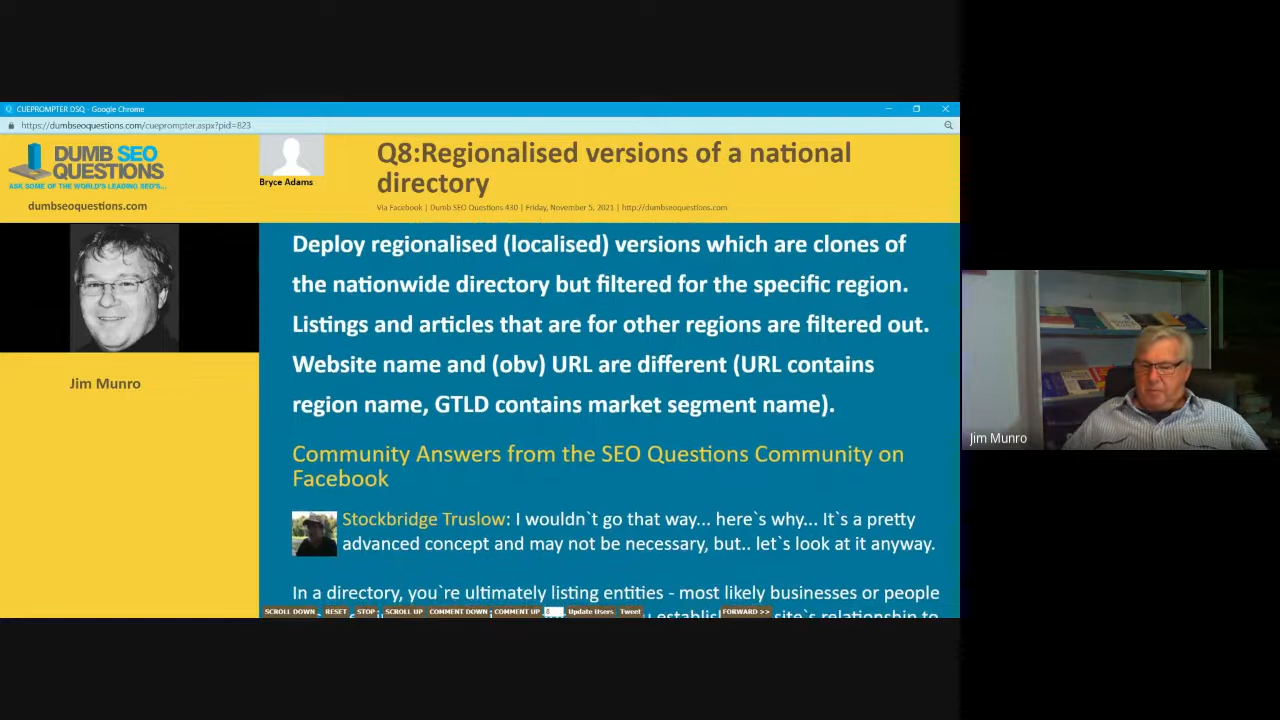 CUEPROMPTER DSQ - Google Chrome
https://dumbseoquestions.com/cueprompter.aspx?pid=823
DUMB SEO
QUESTIONS
ASK SOME OF THE WORLD'S LEADING SEO'S...
dumbseoquestions.com
Bryce Adams
Q8:Regionalised versions of a national
directory
Via Facebook | Dumb SEO Questions 430 | Friday, November 5, 2021 | http://dumbseoquestions.com
Jim Munro
Deploy regionalised (localised) versions which are clones of
the nationwide directory but filtered for the specific region.
Listings and articles that are for other regions are filtered out.
Website name and (obv) URL are different (URL contains
region name, GTLD contains market segment name).
Community Answers from the SEO Questions Community on
Facebook
Stockbridge Truslow: I wouldn`t go that way... here`s why... It`s a pretty
advanced concept and may not be necessary, but.. let`s look at it anyway.
In a directory, you`re ultimately listing entities - most likely businesses or people
u establis site`s relationship to
SCROLL DOWN RESET STOP SCROLL UP COMMENT DOWN COMMENT UP 8 Update Users Tweet FORWARD >>
Jim Munro